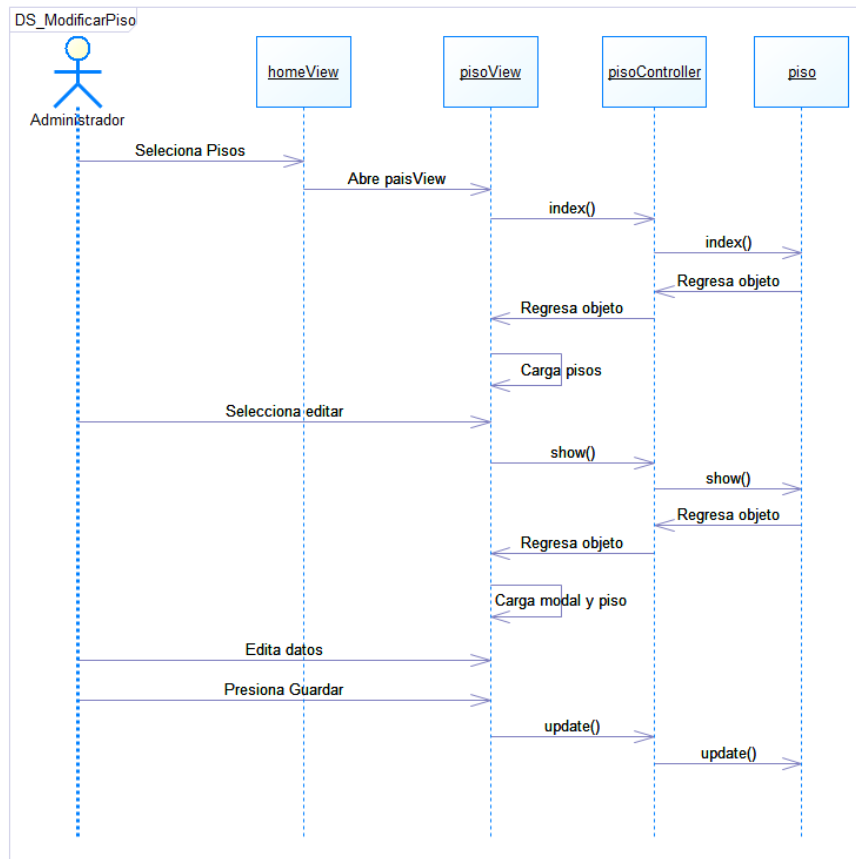 DS_ModificarPiso
homeView
pisoView
pisoController
piso
Administrador
Seleciona Pisos
Abre paisView
index()
index()
Regresa objeto
Regresa objeto
Carga pisos
Selecciona editar
show()
show()
Regresa objeto
Regresa objeto
Carga modal y piso
Edita datos
Presiona Guardar
update()
update()